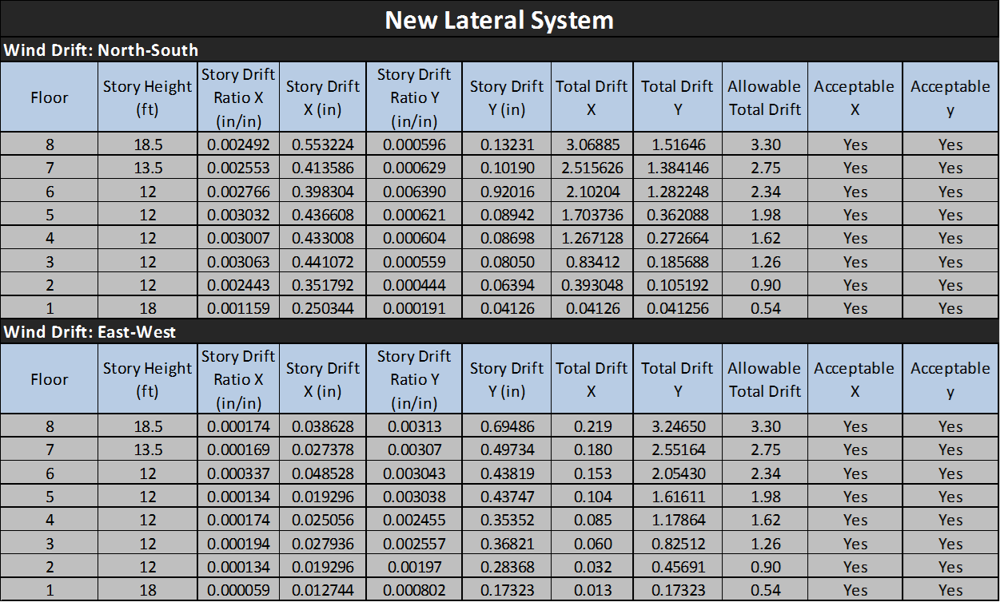 New Lateral System
Wind Drift: North-South
Floor Story Height (ft) Story Drift Ratio X (in/in) Story Drift X (in) Story Drift Ratio Y (in/in) Story Drift Y (in) Total Drift X Total Drift Y Allowable Total Drift Acceptable X Acceptable y
8 18.5 0.002492 0.553224 0.000596 0.13231 3.06885 1.51646 3.30 Yes Yes
7 13.5 0.002553 0.413586 0.000629 0.10190 2.515626 1.384146 2.75 Yes Yes
6 12 0.002766 0.398304 0.006390 0.92016 2.10204 1.282248 2.34 Yes Yes
5 12 0.003032 0.436608 0.000621 0.08942 1.703736 0.362088 1.98 Yes Yes
4 12 0.003007 0.433008 0.000604 0.08698 1.267128 0.272664 1.62 Yes Yes
3 12 0.003063 0.441072 0.000559 0.08050 0.83412 0.185688 1.26 Yes Yes
2 12 0.002443 0.351792 0.000444 0.06394 0.393048 0.105192 0.90 Yes Yes
1 18 0.001159 0.250344 0.000191 0.04126 0.04126 0.041256 0.54 Yes Yes
Wind Drift: East-West
Floor Story Height (ft) Story Drift Ratio X (in/in) Story Drift X (in) Story Drift Ratio Y (in/in) Story Drift Y (in) Total Drift X Total Drift Y Allowable Total Drift Acceptable X Acceptable y
8 18.5 0.000174 0.038628 0.00313 0.69486 0.219 3.24650 3.30 Yes Yes
7 13.5 0.000169 0.027378 0.00307 0.49734 0.180 2.55164 2.75 Yes Yes
6 12 0.000337 0.048528 0.003043 0.43819 0.153 2.05430 2.34 Yes Yes
5 12 0.000134 0.019296 0.003038 0.43747 0.104 1.61611 1.98 Yes Yes
4 12 0.000174 0.025056 0.002455 0.35352 0.085 1.17864 1.62 Yes Yes
3 12 0.000194 0.027936 0.002557 0.36821 0.060 0.82512 1.26 Yes Yes
2 12 0.000134 0.019296 0.00197 0.28368 0.032 0.45691 0.90 Yes Yes
1 18 0.000059 0.012744 0.000802 0.17323 0.013 0.17323 0.54 Yes Yes